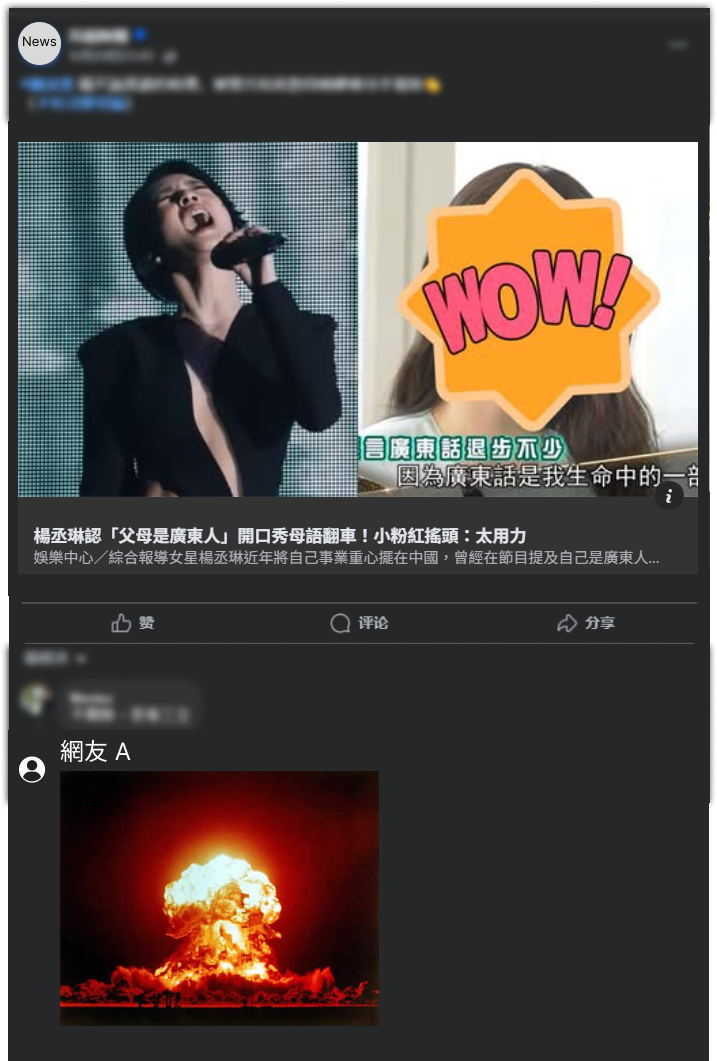 News
WOW!
言廣東話退步不少
因為廣東話是我生命中的一部
i
楊丞琳認「父母是廣東人」開口秀母語翻車！小粉紅搖頭：太用力
娛樂中心／綜合報導女星楊丞琳近年將自己事業重心擺在中國，曾經在節目提及自己是廣東人...
赞
评论
分享
網友 A